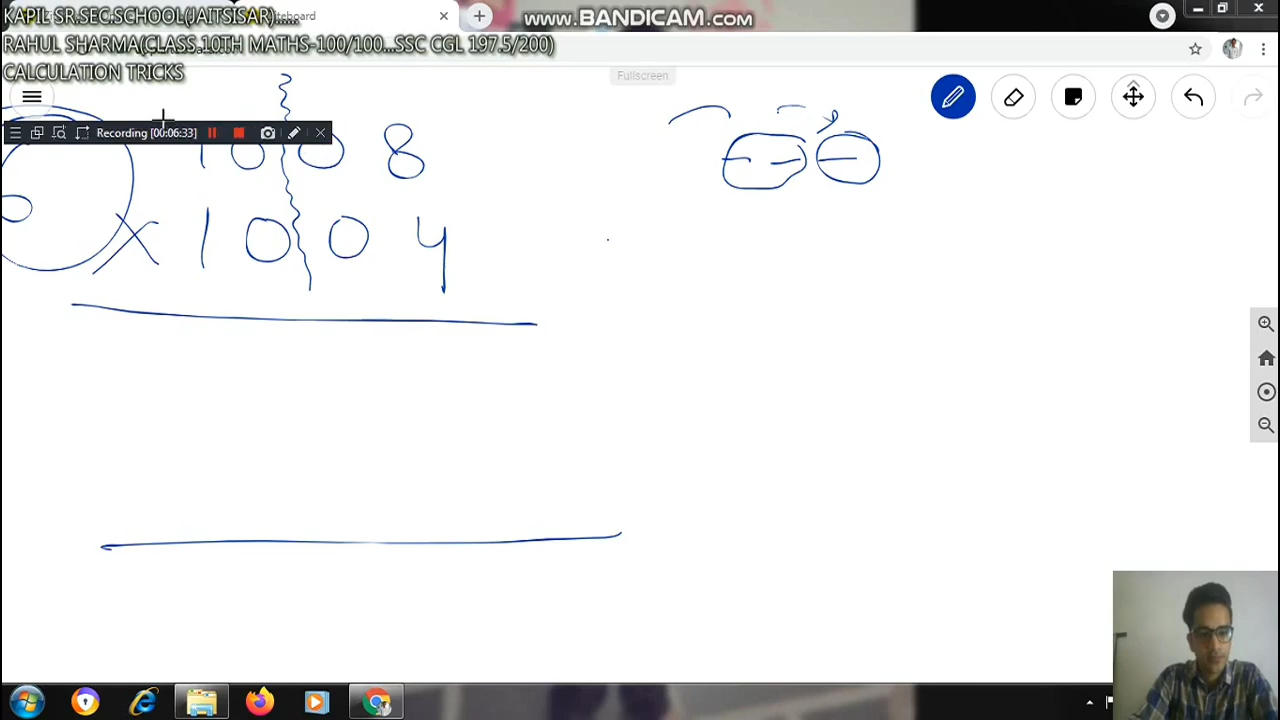 KAPIL SR.SEC.SCHOOL(JAITSISAR).....
www.BANDICAM.com
RAHUL SHARMA(CLASS.10TH MATHS-100/100...SSC CGL 197.5/200)
CALCULATION TRICKS
Fullscreen
Recording [00:06:33]
1008
×1004